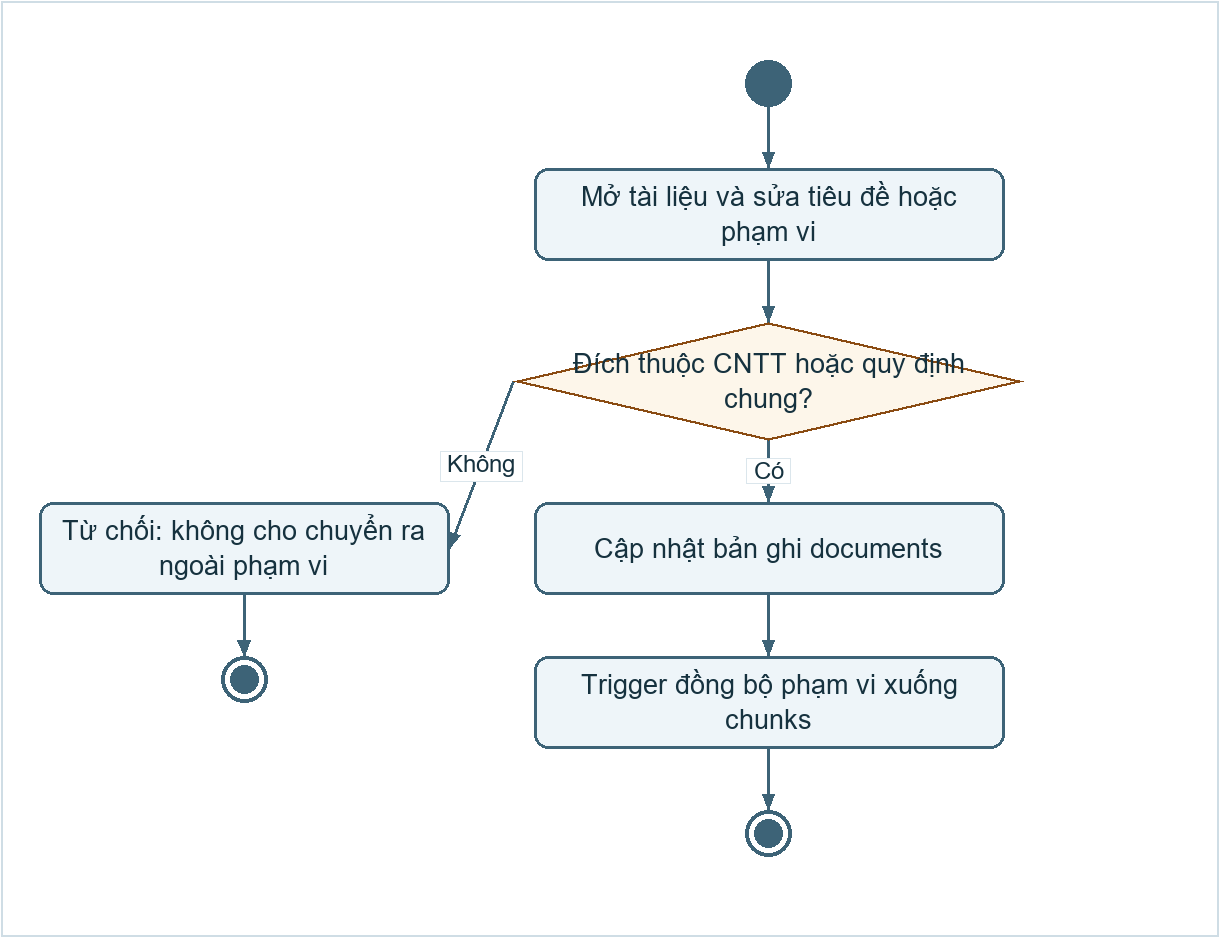 Mở tài liệu và sửa tiêu đề hoặc
phạm vi
Đích thuộc CNTT hoặc quy định
chung?
Không
Có
Từ chối: không cho chuyển ra
ngoài phạm vi
Cập nhật bản ghi documents
Trigger đồng bộ phạm vi xuống
chunks